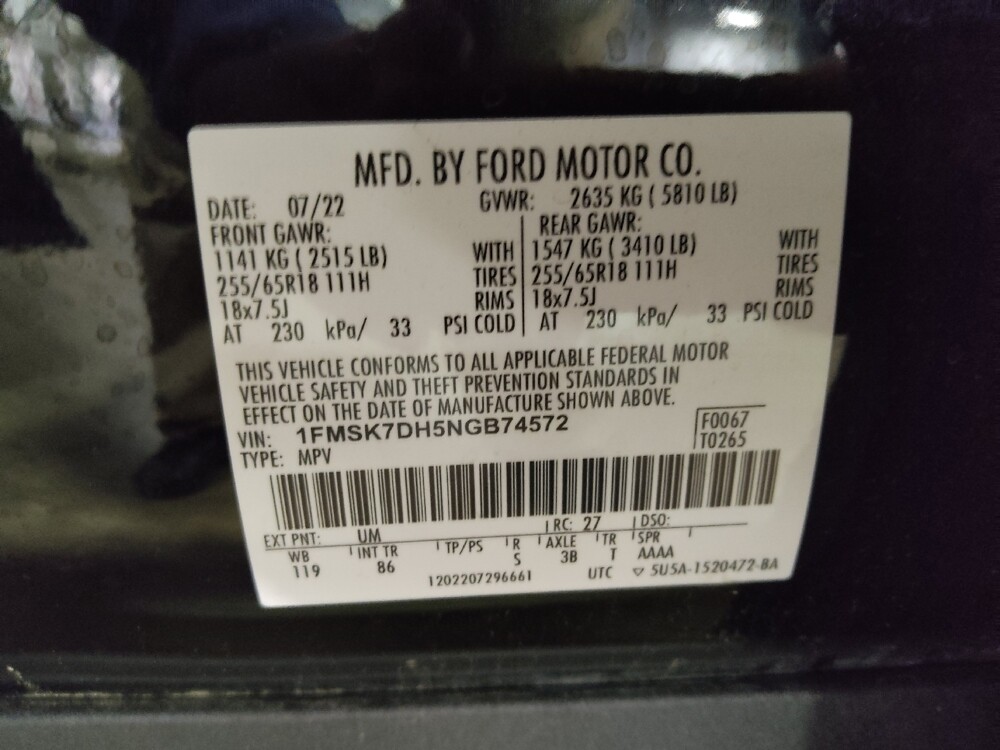 MFD. BY FORD MOTOR CO.
DATE: 07/22 GVWR: 2635 KG ( 5810 LB)
FRONT GAWR: REAR GAWR:
1141 KG ( 2515 LB) WITH 1547 KG ( 3410 LB) WITH
255/65R18 111H TIRES 255/65R18 111H TIRES
18x7.5J RIMS 18x7.5J RIMS
AT 230 kPa/ 33 PSI COLD AT 230 kPa/ 33 PSI COLD
THIS VEHICLE CONFORMS TO ALL APPLICABLE FEDERAL MOTOR
VEHICLE SAFETY AND THEFT PREVENTION STANDARDS IN
EFFECT ON THE DATE OF MANUFACTURE SHOWN ABOVE.
VIN: 1FMSK7DH5NGB74572 F0067
TYPE: MPV T0265
EXT PNT: UM RC: 27 DSO:
WB INT TR TP/PS R AXLE TR SPR
119 86 S 3B T AAAA
1202207296661 UTC ▽ 5U5A-1520472-BA